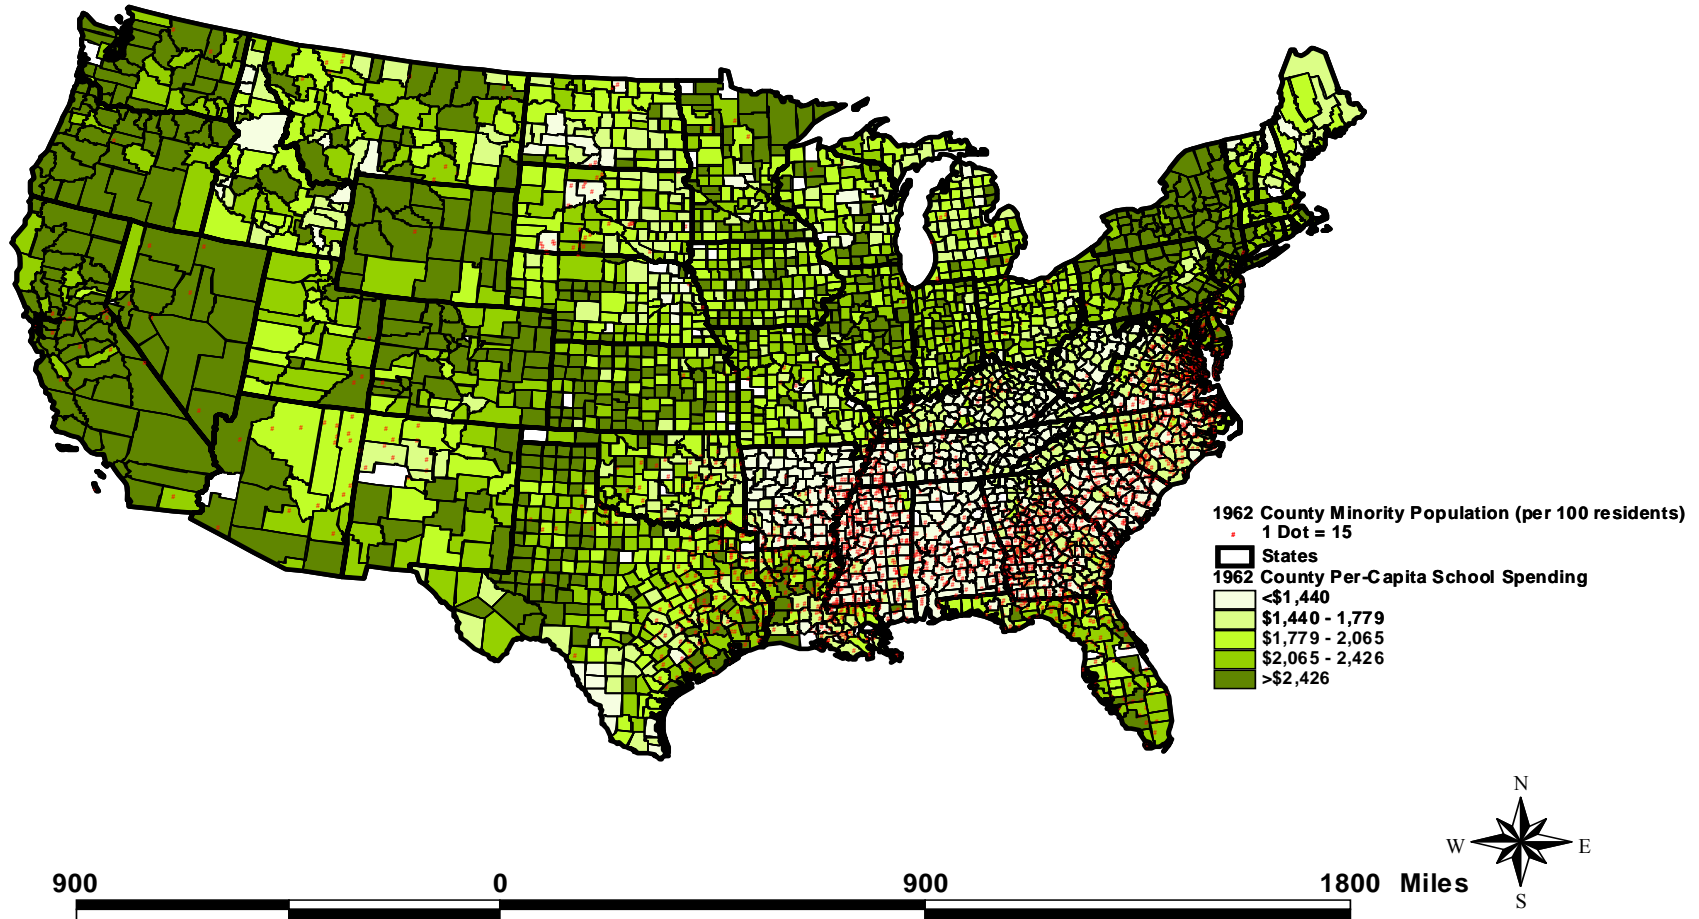 1962 County Minority Population (per 100 residents)
1 Dot = 15
States
1962 County Per-Capita School Spending
<$1,440
$1,440 - 1,779
$1,779 - 2,065
$2,065 - 2,426
>$2,426
N
W E
S
900 0 900 1800 Miles